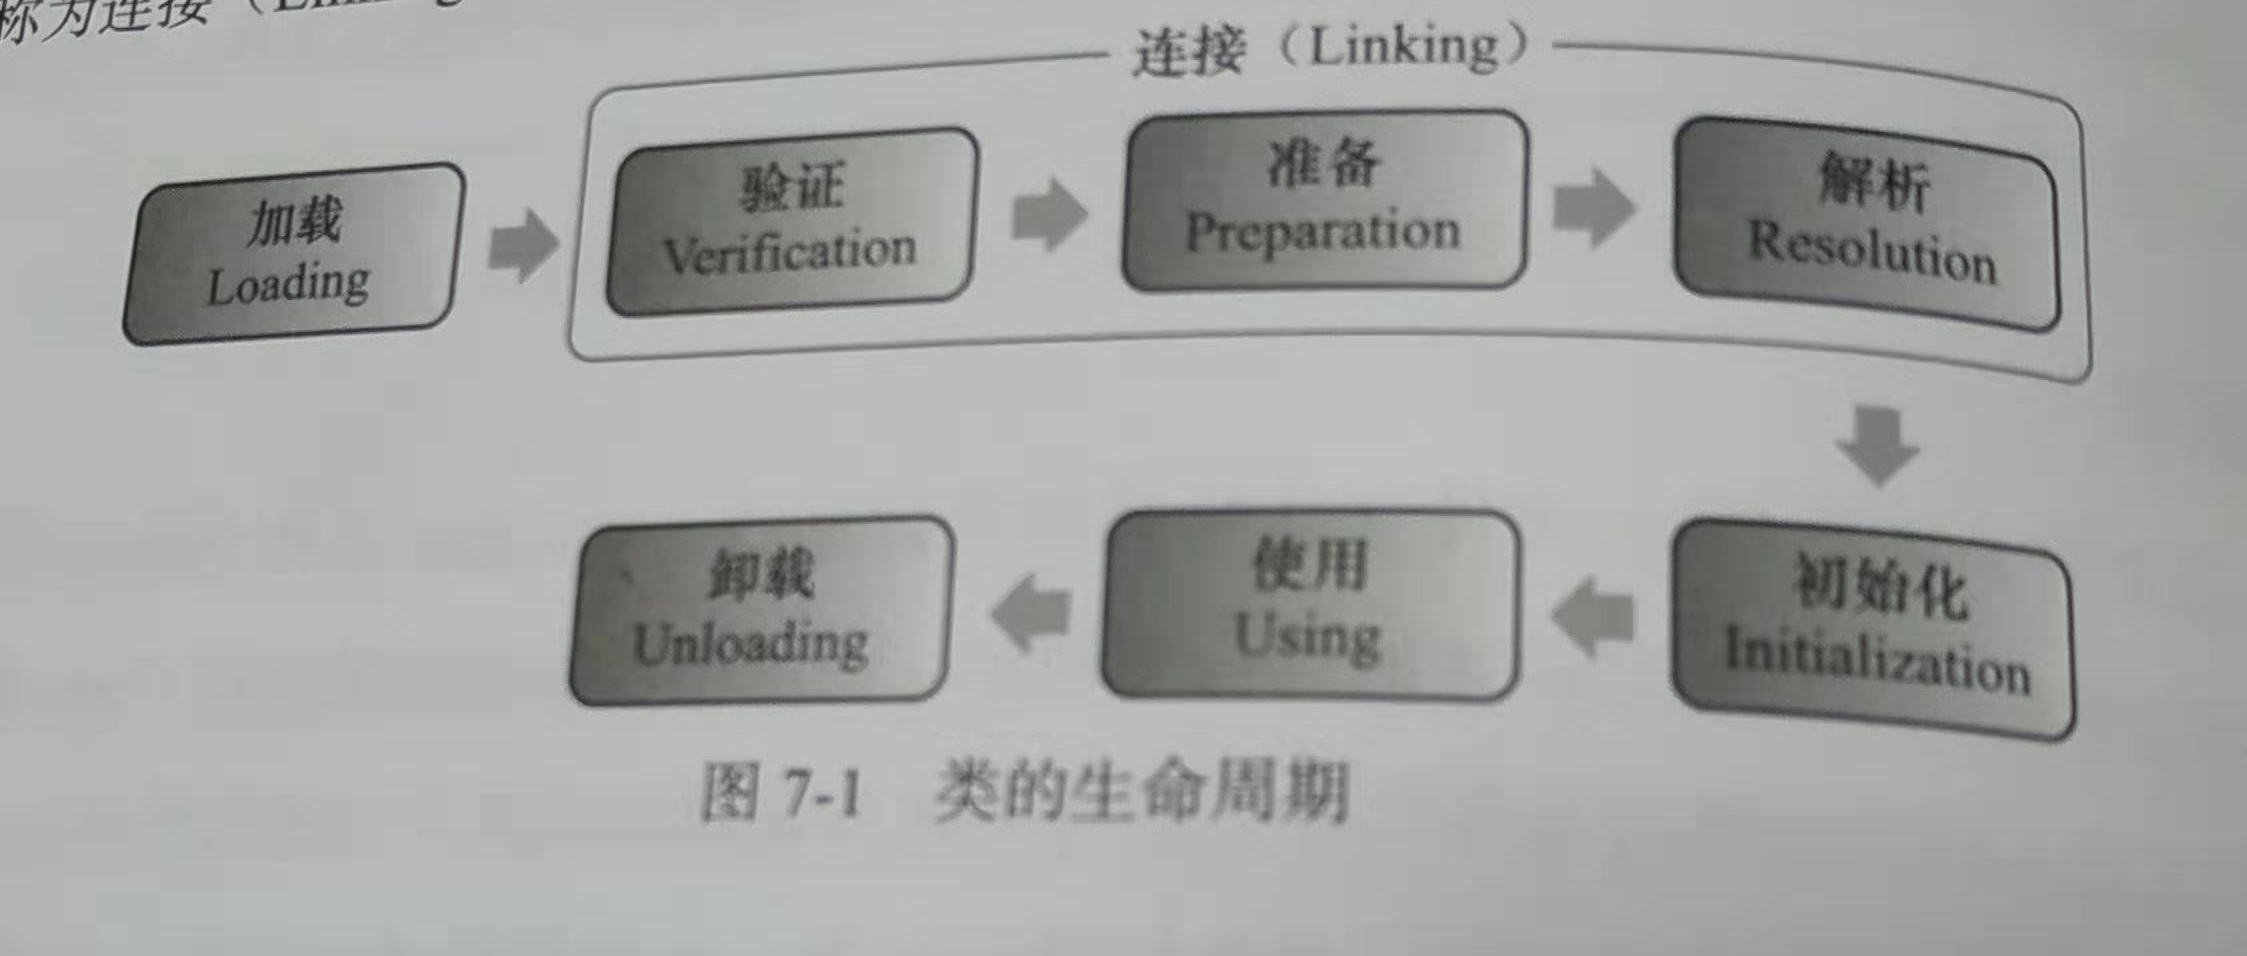 称为连接（Linking
连接（Linking）
加载
Loading
验证
Verification
准备
Preparation
解析
Resolution
初始化
Initialization
使用
Using
卸载
Unloading
图 7-1 类的生命周期